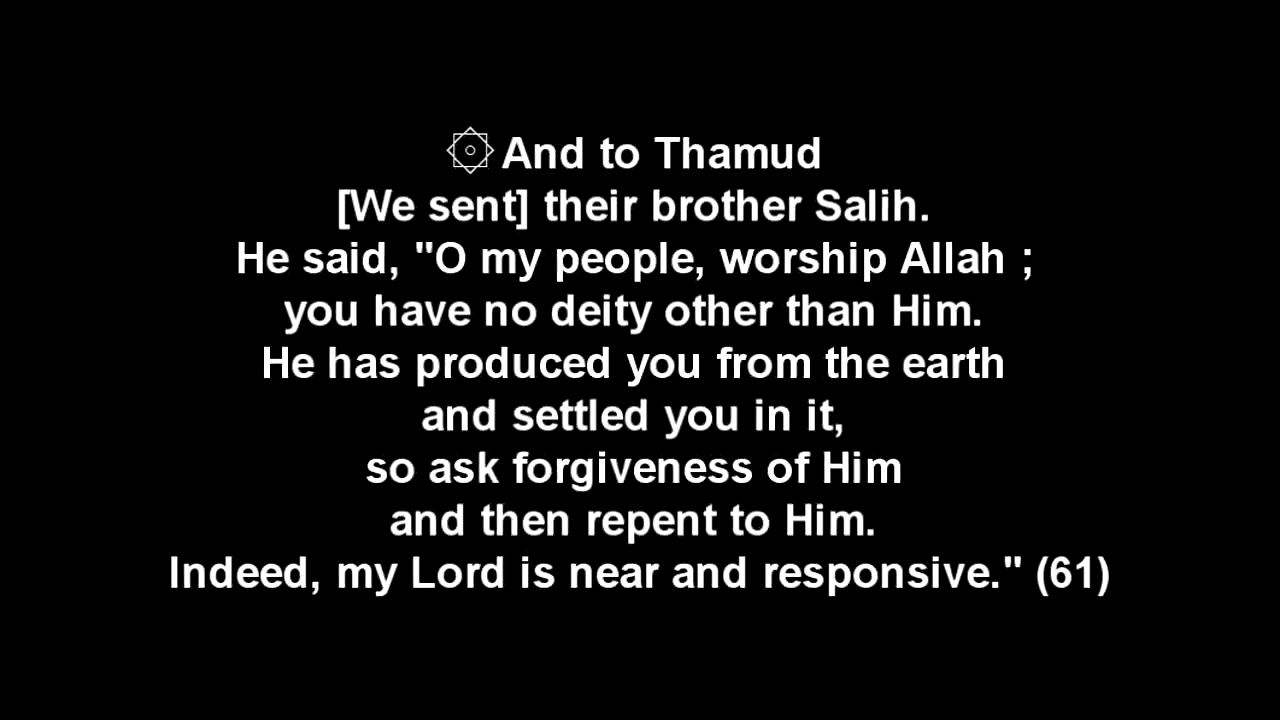 ۞ And to Thamud
[We sent] their brother Salih.
He said, "O my people, worship Allah ;
you have no deity other than Him.
He has produced you from the earth
and settled you in it,
so ask forgiveness of Him
and then repent to Him.
Indeed, my Lord is near and responsive." (61)